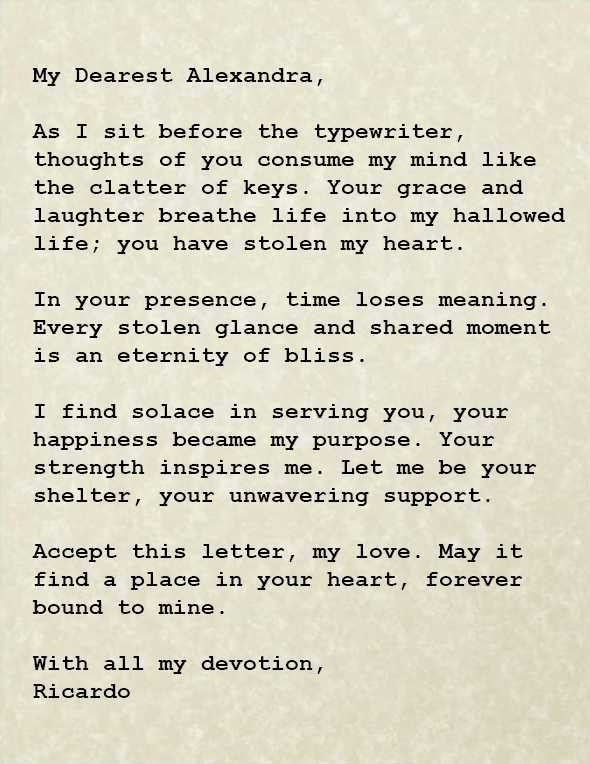 My Dearest Alexandra,
As I sit before the typewriter,
thoughts of you consume my mind like
the clatter of keys. Your grace and
laughter breathe life into my hallowed
life; you have stolen my heart.
In your presence, time loses meaning.
Every stolen glance and shared moment
is an eternity of bliss.
I find solace in serving you, your
happiness became my purpose. Your
strength inspires me. Let me be your
shelter, your unwavering support.
Accept this letter, my love. May it
find a place in your heart, forever
bound to mine.
With all my devotion,
Ricardo